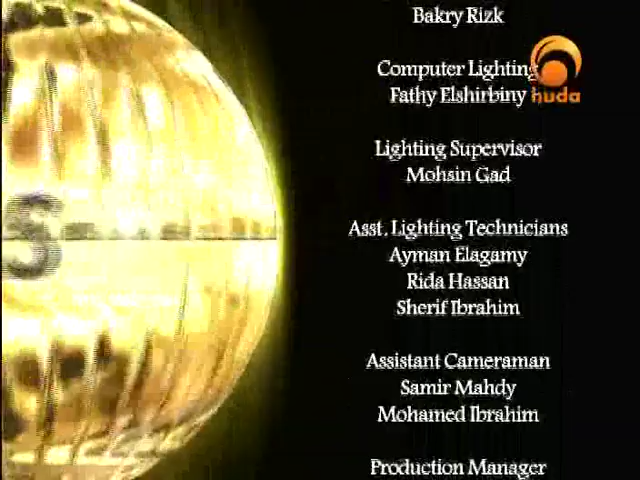 Bakry Rizk
Computer Lighting
Fathy Elshirbiny
huda
Lighting Supervisor
Mohsin Gad
Asst. Lighting Technicians
Ayman Elagamy
Rida Hassan
Sherif Ibrahim
Assistant Cameraman
Samir Mahdy
Mohamed Ibrahim
Production Manager
S